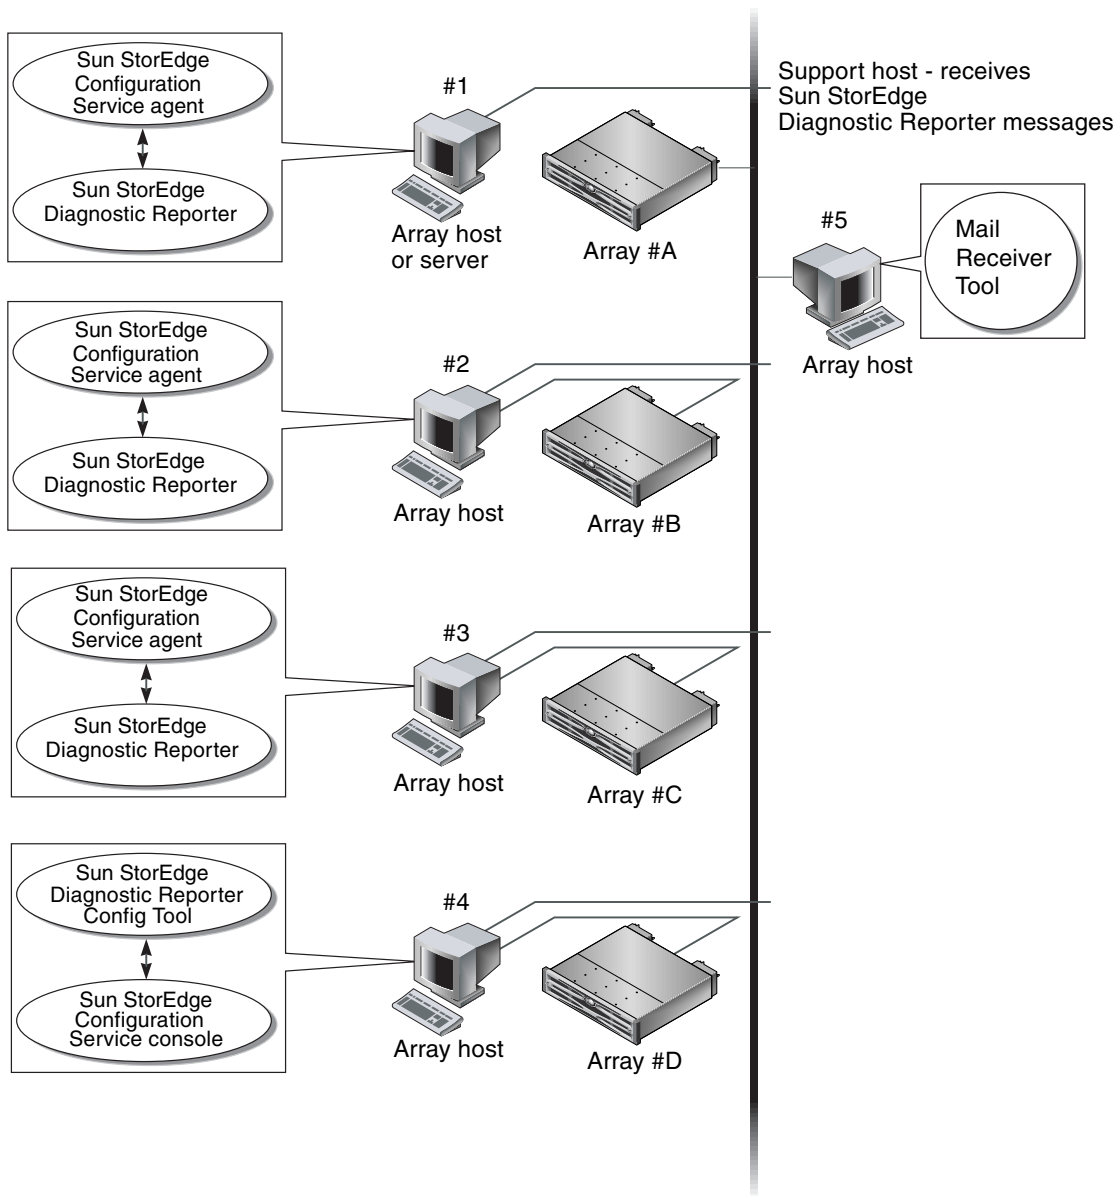 Sun StorEdge
Configuration
Service agent
Sun StorEdge
Diagnostic Reporter
#1
Array host
or server
Array #A
Support host - receives
Sun StorEdge
Diagnostic Reporter messages
#5
Array host
Mail
Receiver
Tool
Sun StorEdge
Configuration
Service agent
Sun StorEdge
Diagnostic Reporter
#2
Array host
Array #B
Sun StorEdge
Configuration
Service agent
Sun StorEdge
Diagnostic Reporter
#3
Array host
Array #C
Sun StorEdge
Diagnostic Reporter
Config Tool
Sun StorEdge
Configuration
Service console
#4
Array host
Array #D